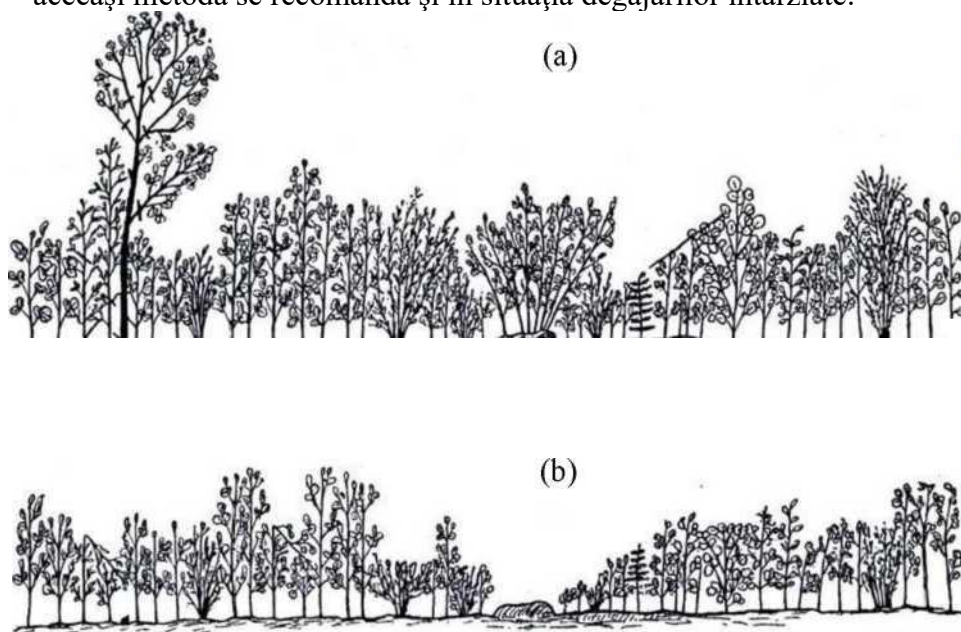 aceeaşi metodă se recomandă şi în situaţia degajărilor întârziate.
(a)
(b)